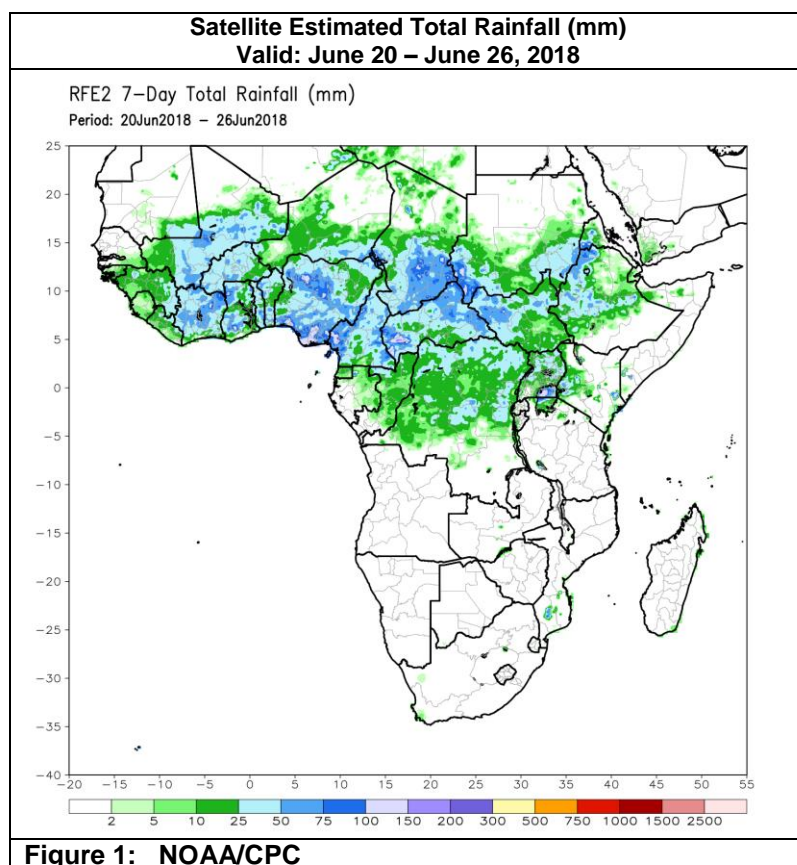 Satellite Estimated Total Rainfall (mm)
Valid: June 20 – June 26, 2018
RFE2 7-Day Total Rainfall (mm)
Period: 20Jun2018 – 26Jun2018
25
20
15
10
5
0
-5
-10
-15
-20
-25
-30
-35
-40
-20 -15 -10 -5 0 5 10 15 20 25 30 35 40 45 50 55
2 5 10 25 50 75 100 150 200 300 500 750 1000 1500 2500
Figure 1: NOAA/CPC